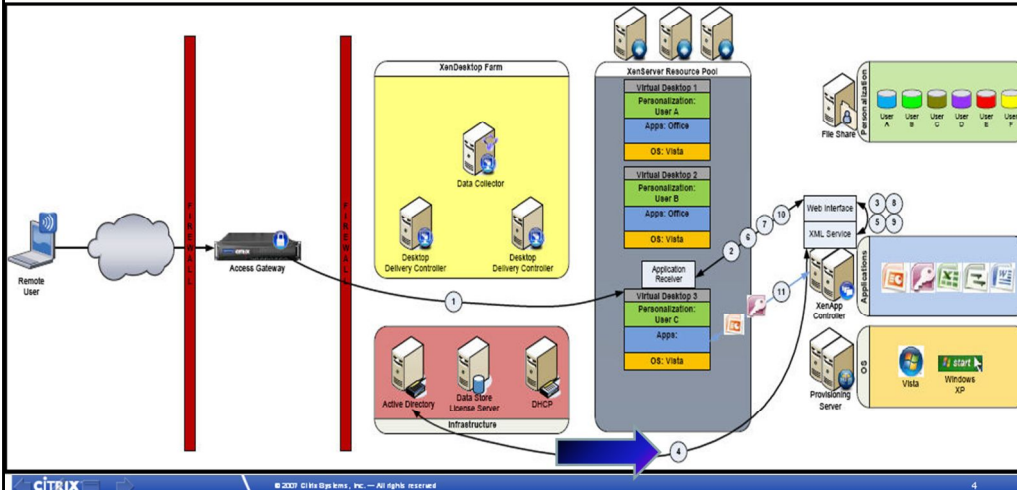 XenDesktop Farm
XenServer Resource Pool
Virtual Desktop 1
Personalization:
User A
Apps: Office
OS: Vista
Virtual Desktop 2
Personalization:
User B
Apps: Office
OS: Vista
Application
Receiver
Virtual Desktop 3
Personalization:
User C
Apps:
OS: Vista
Data Collector
Desktop
Delivery Controller
Desktop
Delivery Controller
FIREWALL
FIREWALL
Access Gateway
Remote
User
Active Directory
Data Store
License Server
DHCP
Infrastructure
File Share
Personalization
User
A
User
B
User
C
User
D
User
E
User
F
Web Interface
XML Service
XenApp
Controller
Applications
Provisioning
Server
OS
Vista
start
Windows
XP
1
2
6
7
10
3
8
5
9
11
4
CITRIX
© 2007 Citrix Systems, Inc. — All rights reserved
4